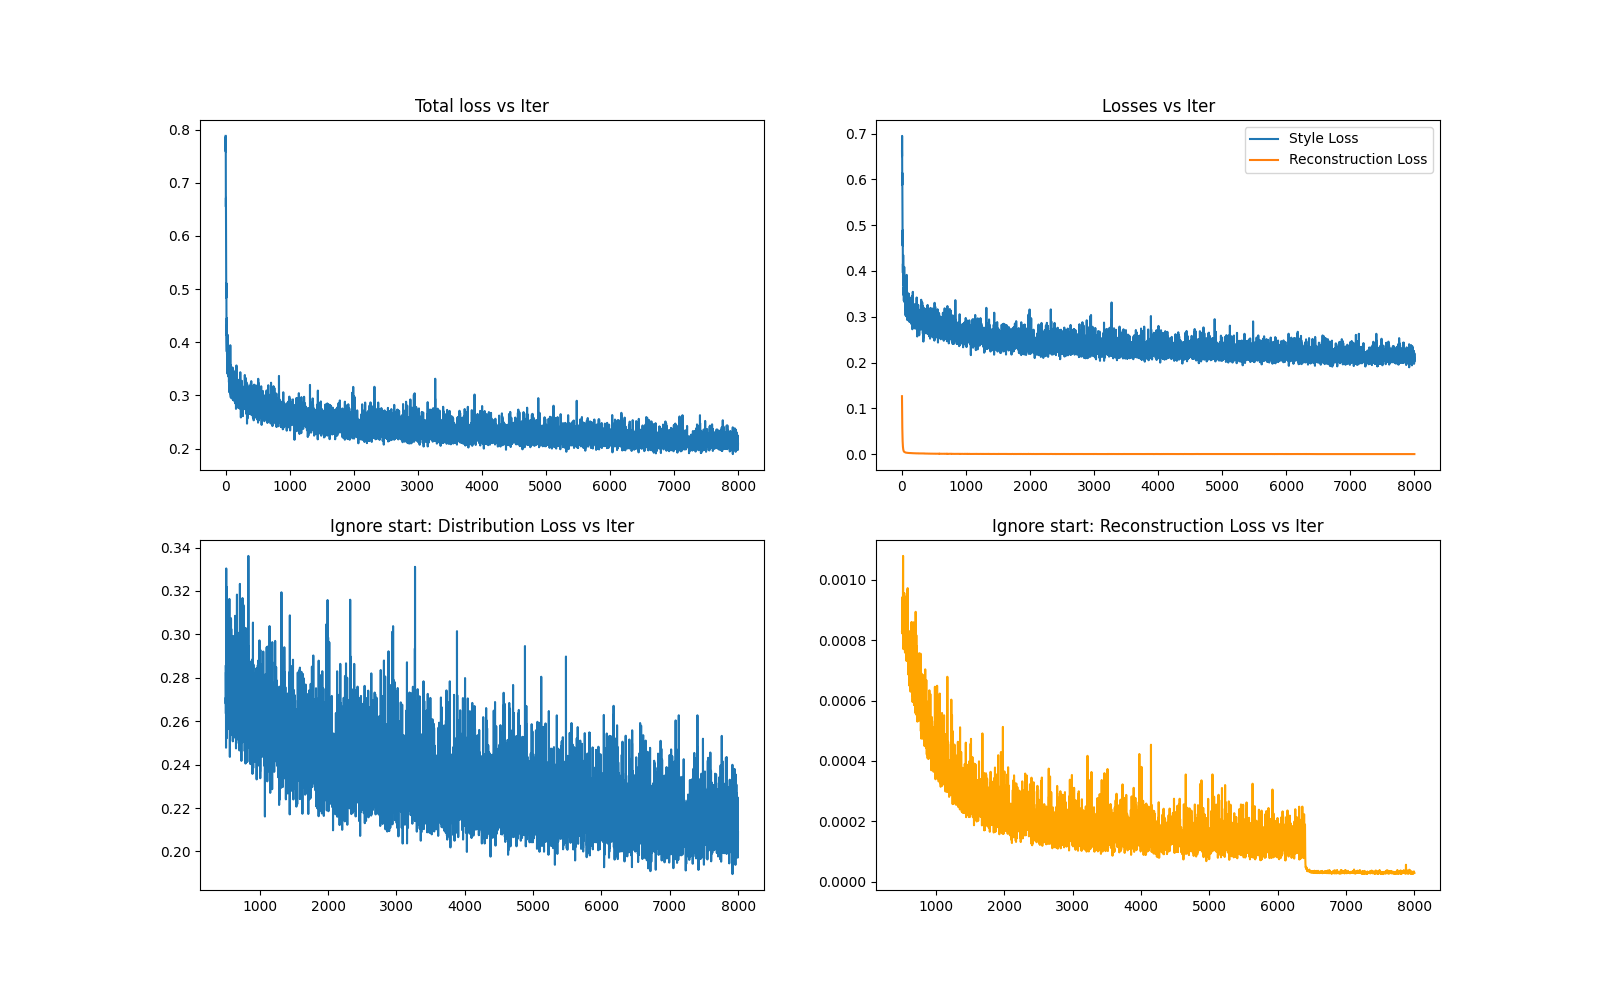 Total loss vs Iter
0.8
0.7
0.6
0.5
0.4
0.3
0.2
0 1000 2000 3000 4000 5000 6000 7000 8000
Losses vs Iter
0.7
0.6
0.5
0.4
0.3
0.2
0.1
0.0
Style Loss
Reconstruction Loss
0 1000 2000 3000 4000 5000 6000 7000 8000
Ignore start: Distribution Loss vs Iter
0.34
0.32
0.30
0.28
0.26
0.24
0.22
0.20
1000 2000 3000 4000 5000 6000 7000 8000
Ignore start: Reconstruction Loss vs Iter
0.0010
0.0008
0.0006
0.0004
0.0002
0.0000
1000 2000 3000 4000 5000 6000 7000 8000